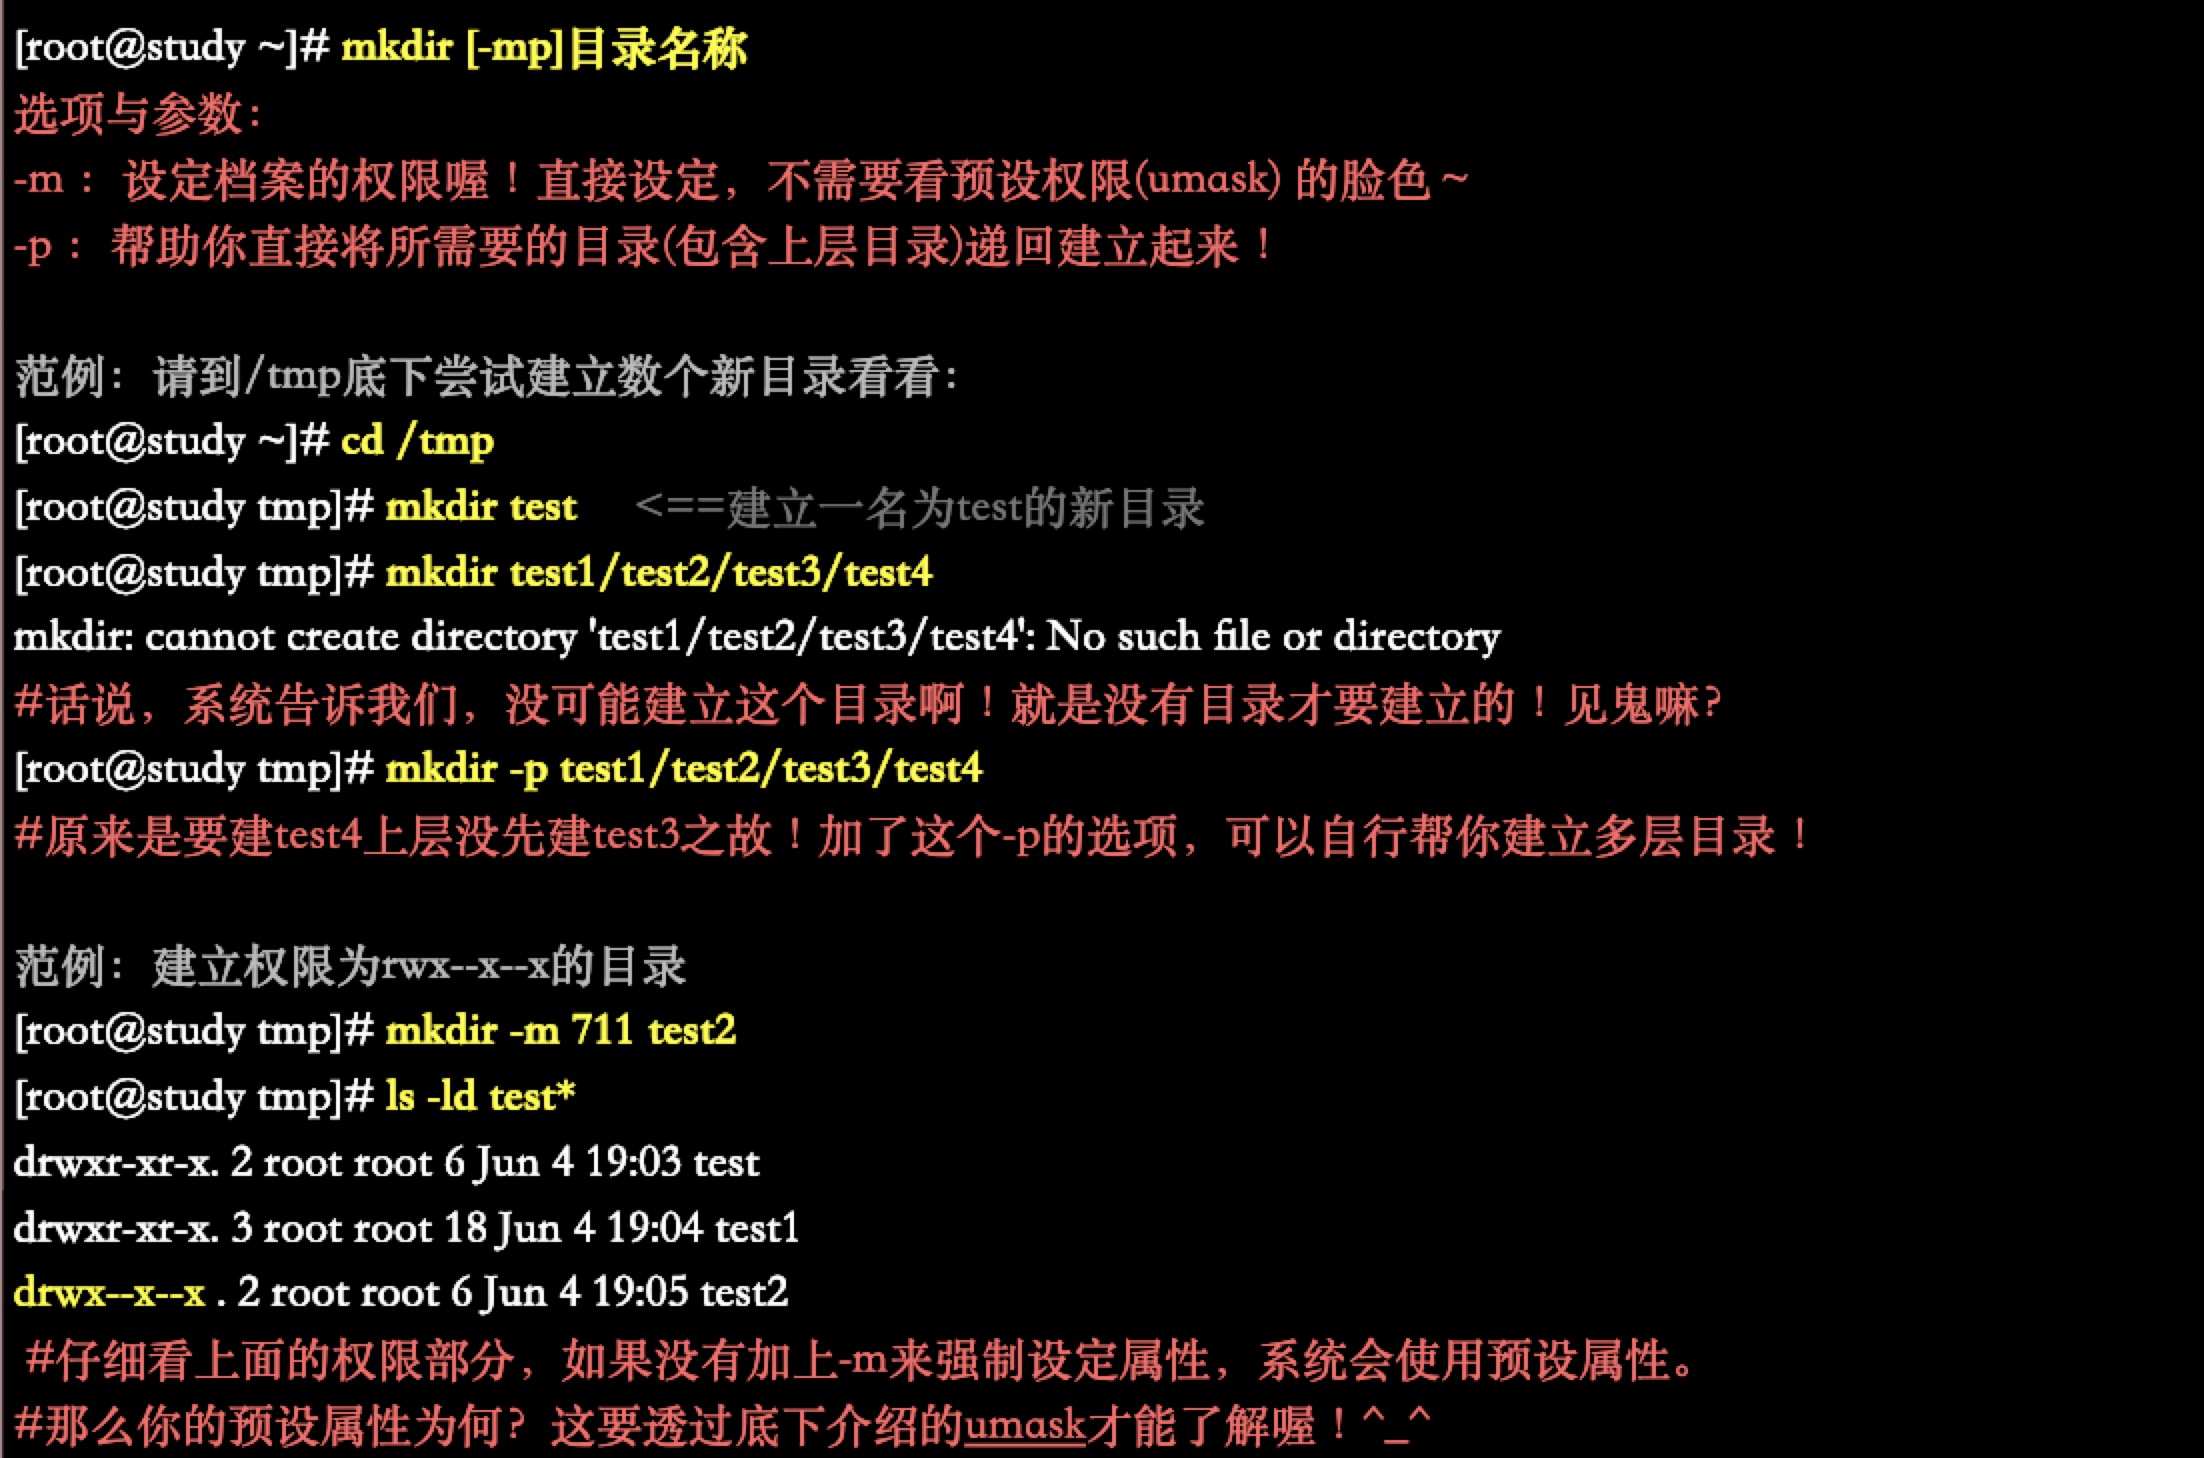 [root@study ~]# mkdir [-mp]目录名称
选项与参数：
-m ：设定档案的权限喔！直接设定，不需要看预设权限(umask) 的脸色～
-p ：帮助你直接将所需要的目录(包含上层目录)递回建立起来！
范例：请到/tmp底下尝试建立数个新目录看看：
[root@study ~]# cd /tmp
[root@study tmp]# mkdir test <==建立一名为test的新目录
[root@study tmp]# mkdir test1/test2/test3/test4
mkdir: cannot create directory 'test1/test2/test3/test4': No such file or directory
#话说，系统告诉我们，没可能建立这个目录啊！就是没有目录才要建立的！见鬼嘛？
[root@study tmp]# mkdir -p test1/test2/test3/test4
#原来是要建test4上层没先建test3之故！加了这个-p的选项，可以自行帮你建立多层目录！
范例：建立权限为rwx--x--x的目录
[root@study tmp]# mkdir -m 711 test2
[root@study tmp]# ls -ld test*
drwxr-xr-x. 2 root root 6 Jun 4 19:03 test
drwxr-xr-x. 3 root root 18 Jun 4 19:04 test1
drwx--x--x . 2 root root 6 Jun 4 19:05 test2
#仔细看上面的权限部分，如果没有加上-m来强制设定属性，系统会使用预设属性。
#那么你的预设属性为何？这要透过底下介绍的umask才能了解喔！^_^